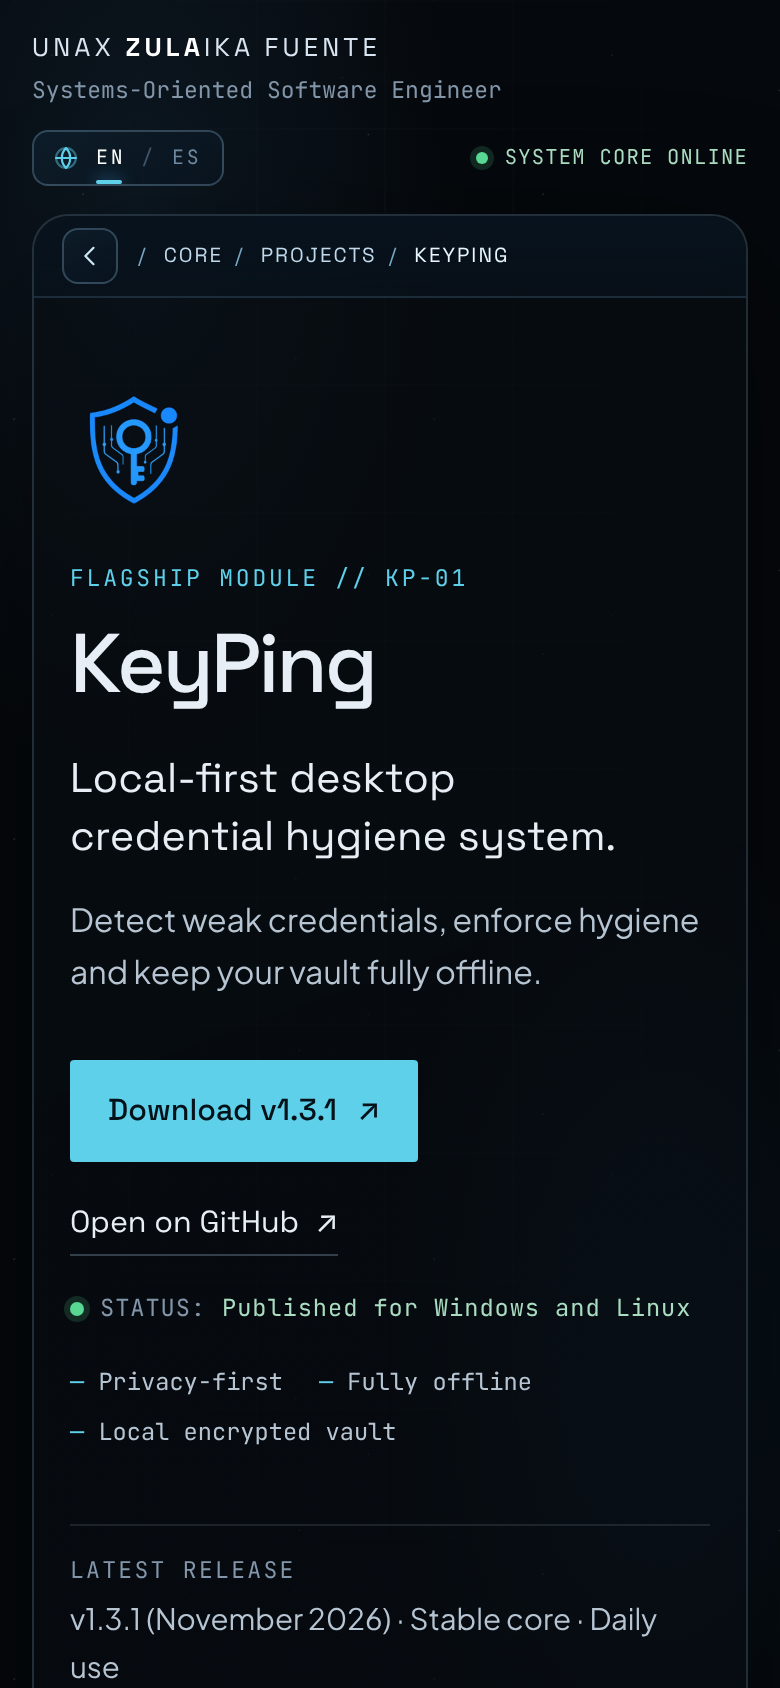 UNAX ZULAIKA FUENTE
Systems-Oriented Software Engineer
EN / ES
SYSTEM CORE ONLINE
/ CORE / PROJECTS / KEYPING
FLAGSHIP MODULE // KP-01
KeyPing
Local-first desktop
credential hygiene system.
Detect weak credentials, enforce hygiene
and keep your vault fully offline.
Download v1.3.1 ↗
Open on GitHub ↗
STATUS: Published for Windows and Linux
— Privacy-first — Fully offline
— Local encrypted vault
LATEST RELEASE
v1.3.1 (November 2026) · Stable core · Daily
use